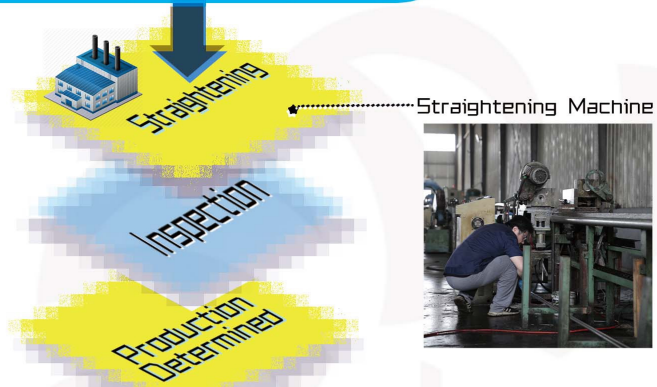 Straightening
Straightening Machine
Inspection
Production
Determined